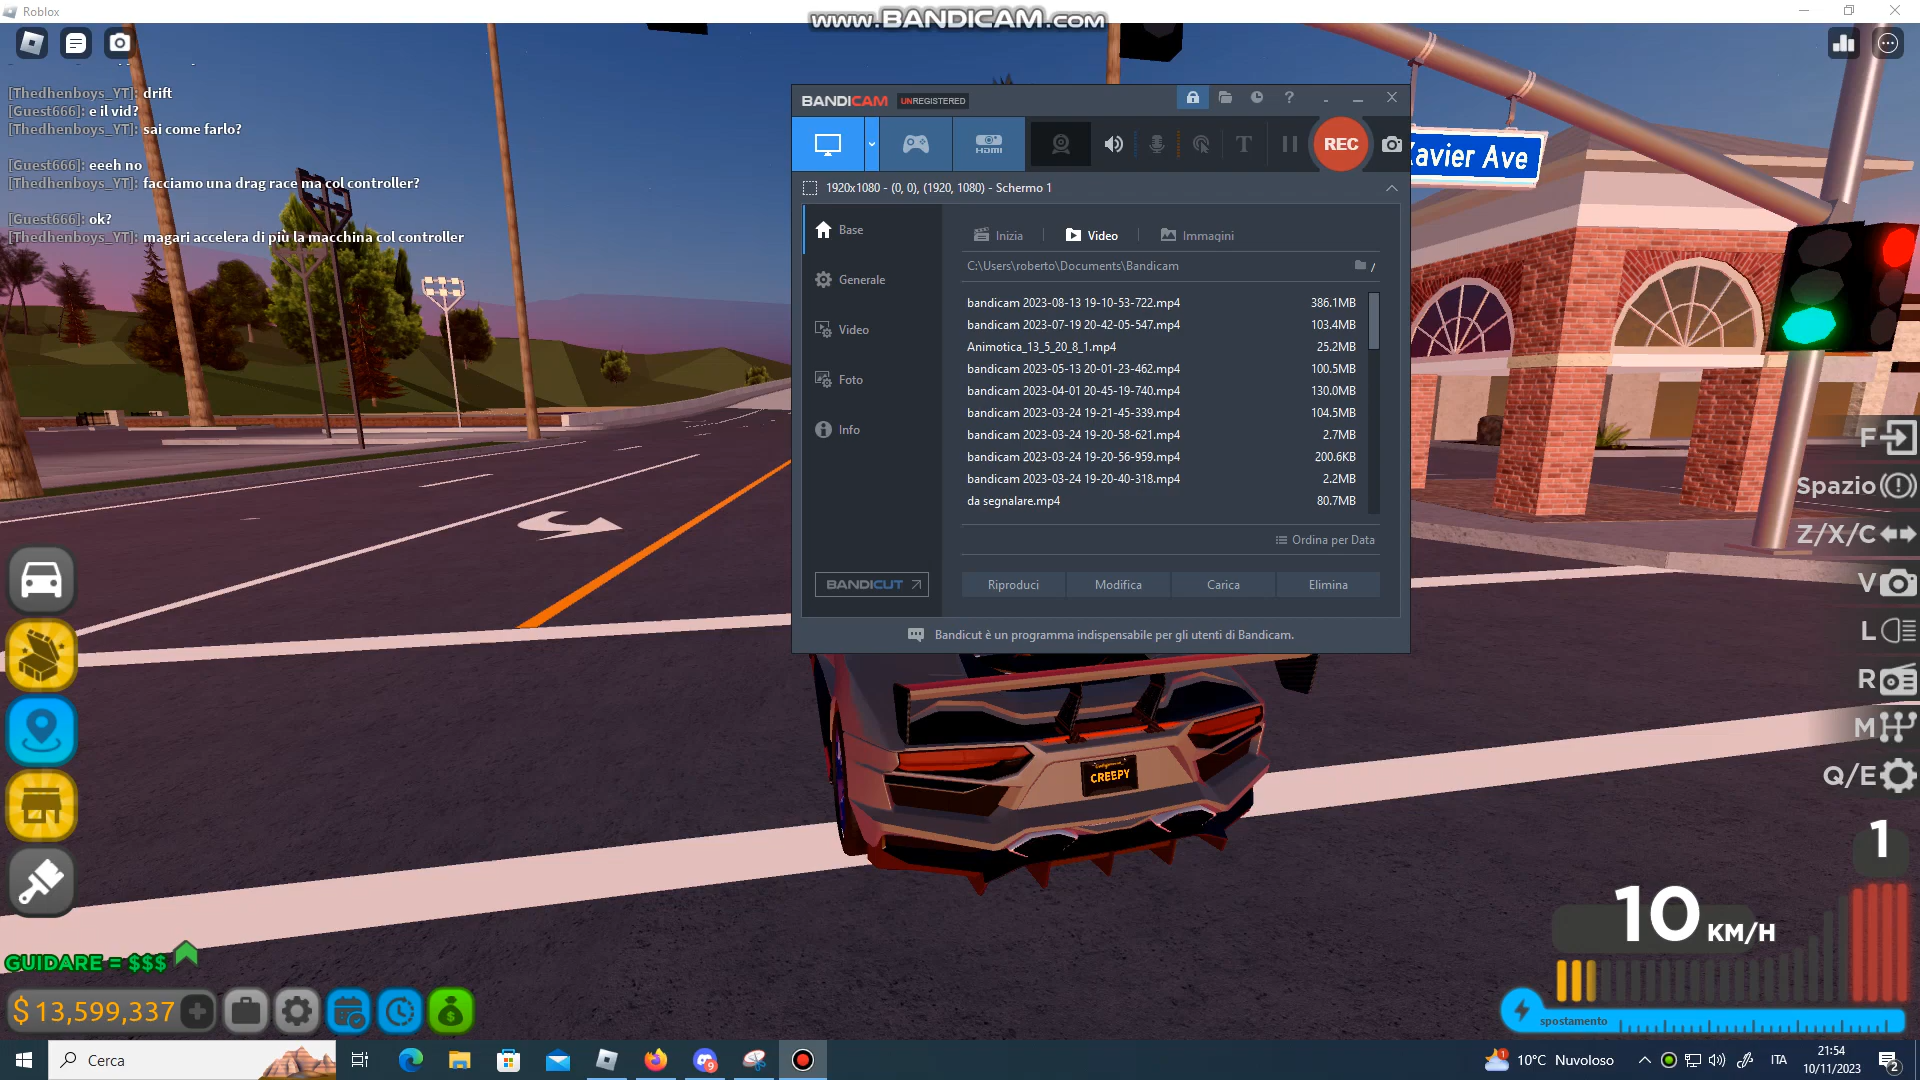 Roblox
www.BANDICAM.com
[Thedhenboys_YT]: drift
[Guest666]: e il vid?
[Thedhenboys_YT]: sai come farlo?
[Guest666]: eeeh no
[Thedhenboys_YT]: facciamo una drag race ma col controller?
[Guest666]: ok?
[Thedhenboys_YT]: magari accelera di più la macchina col controller
BANDICAM UNREGISTERED
HDMI
REC
1920x1080 - (0, 0), (1920, 1080) - Schermo 1
Base
Generale
Video
Foto
Info
BANDICUT
Inizia
Video
Immagini
C:\Users\roberto\Documents\Bandicam
bandicam 2023-08-13 19-10-53-722.mp4 386.1MB
bandicam 2023-07-19 20-42-05-547.mp4 103.4MB
Animotica_13_5_20_8_1.mp4 25.2MB
bandicam 2023-05-13 20-01-23-462.mp4 100.5MB
bandicam 2023-04-01 20-45-19-740.mp4 130.0MB
bandicam 2023-03-24 19-21-45-339.mp4 104.5MB
bandicam 2023-03-24 19-20-58-621.mp4 2.7MB
bandicam 2023-03-24 19-20-56-959.mp4 200.6KB
bandicam 2023-03-24 19-20-40-318.mp4 2.2MB
da segnalare.mp4 80.7MB
Ordina per Data
Riproduci Modifica Carica Elimina
Bandicut è un programma indispensabile per gli utenti di Bandicam.
avier Ave
F
Spazio
Z/X/C
V
L
R
M
Q/E
CREEPY
1
10 KM/H
spostamento
GUIDARE = $$$
$ 13,599,337
Cerca
10°C Nuvoloso
ITA
21:54
10/11/2023